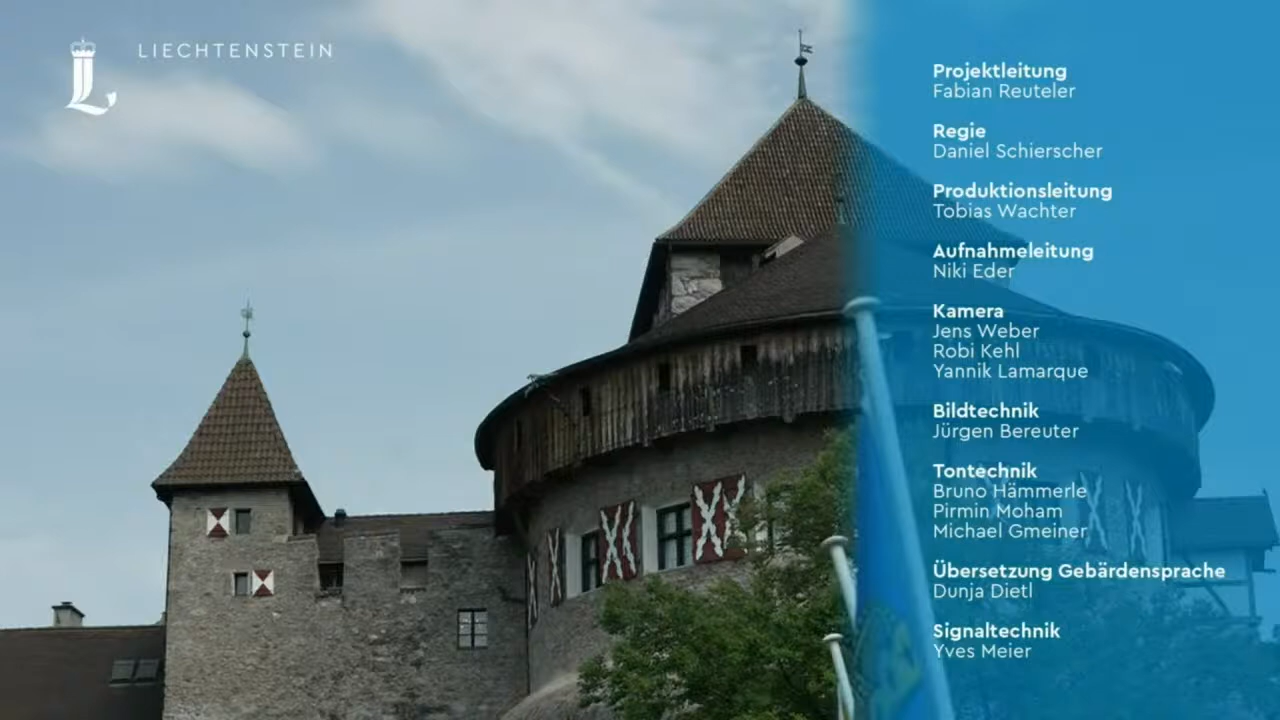 L
LIECHTENSTEIN
Projektleitung
Fabian Reuteler
Regie
Daniel Schierscher
Produktionsleitung
Tobias Wachter
Aufnahmeleitung
Niki Eder
Kamera
Jens Weber
Robi Kehl
Yannik Lamarque
Bildtechnik
Jürgen Bereuter
Tontechnik
Bruno Hämmerle
Pirmin Moham
Michael Gmeiner
Übersetzung Gebärdensprache
Dunja Dietl
Signaltechnik
Yves Meier